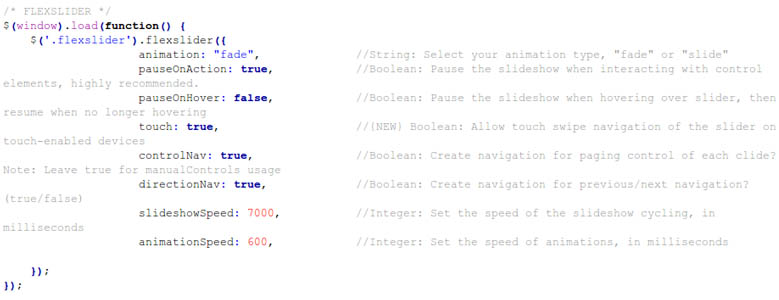 /* FLEXSLIDER */
$(window).load(function() {
$('.flexslider').flexslider({
animation: "fade", //String: Select your animation type, "fade" or "slide"
pauseOnAction: true, //Boolean: Pause the slideshow when interacting with control
elements, highly recommended.
pauseOnHover: false, //Boolean: Pause the slideshow when hovering over slider, then
resume when no longer hovering
touch: true, //{NEW} Boolean: Allow touch swipe navigation of the slider on
touch-enabled devices
controlNav: true, //Boolean: Create navigation for paging control of each clide?
Note: Leave true for manualControls usage
directionNav: true, //Boolean: Create navigation for previous/next navigation?
(true/false)
slideshowSpeed: 7000, //Integer: Set the speed of the slideshow cycling, in
milliseconds
animationSpeed: 600, //Integer: Set the speed of animations, in milliseconds
});
});